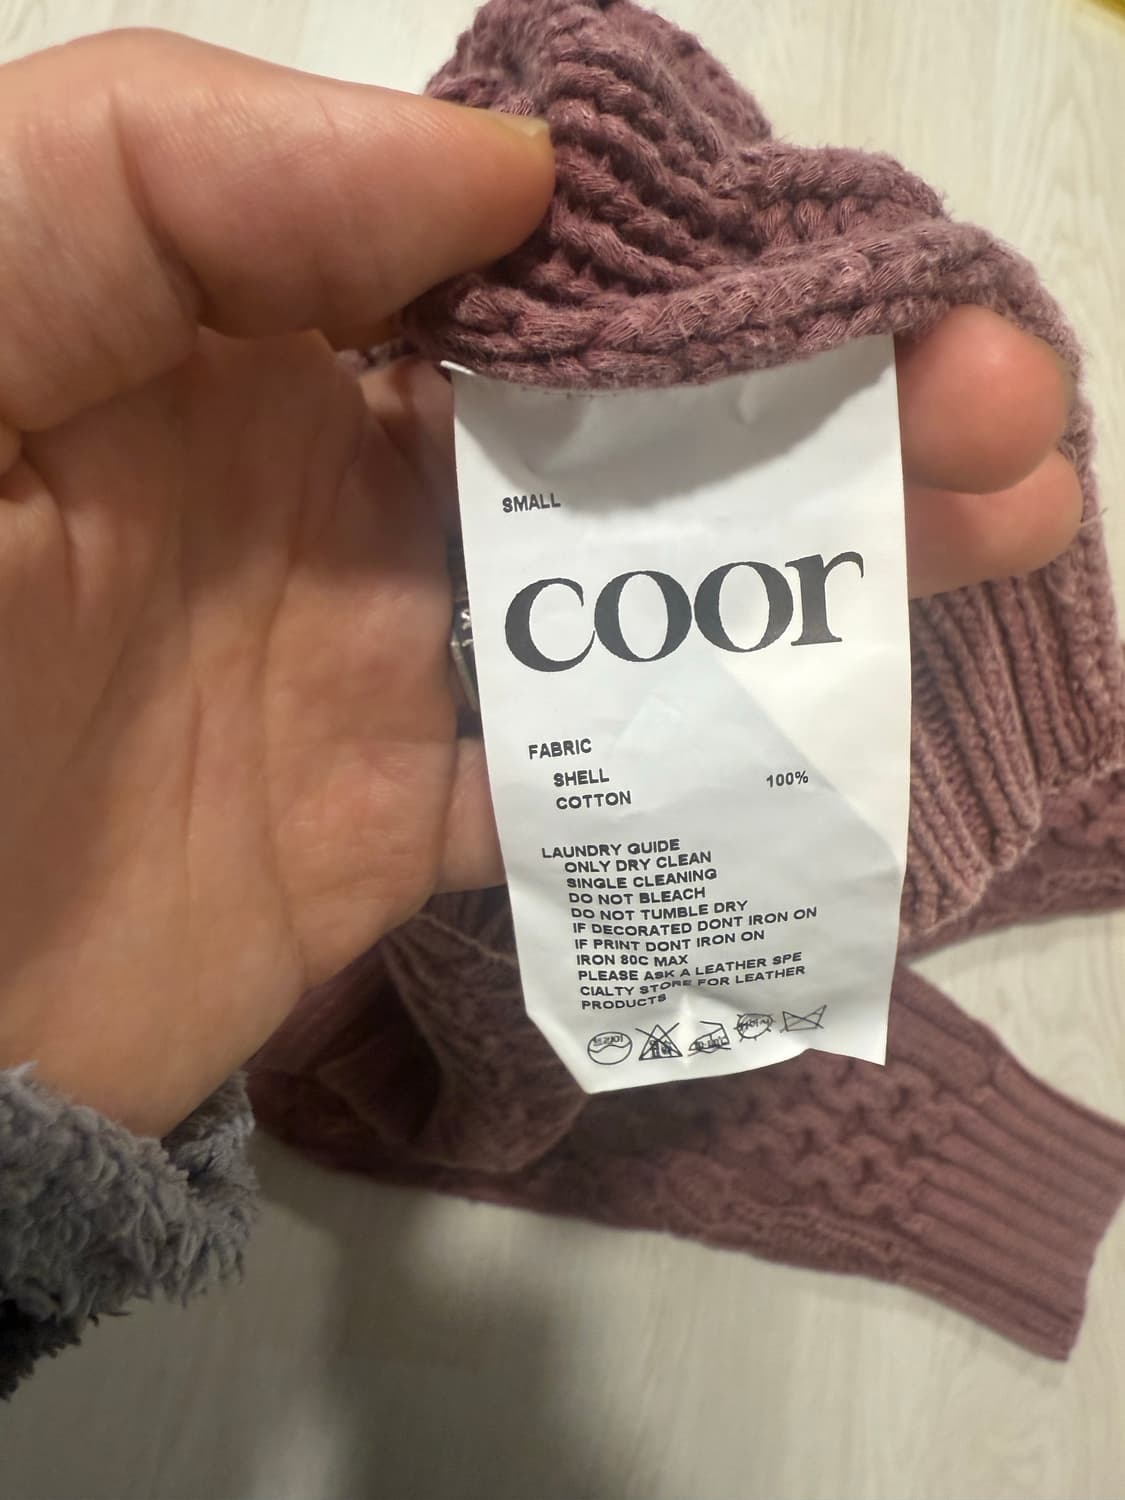 SMALL
coor
FABRIC
SHELL 100%
COTTON
LAUNDRY GUIDE
ONLY DRY CLEAN
SINGLE CLEANING
DO NOT BLEACH
DO NOT TUMBLE DRY
IF DECORATED DONT IRON ON
IF PRINT DONT IRON ON
IRON 80C MAX
PLEASE ASK A LEATHER SPE
CIALTY STORE FOR LEATHER
PRODUCTS